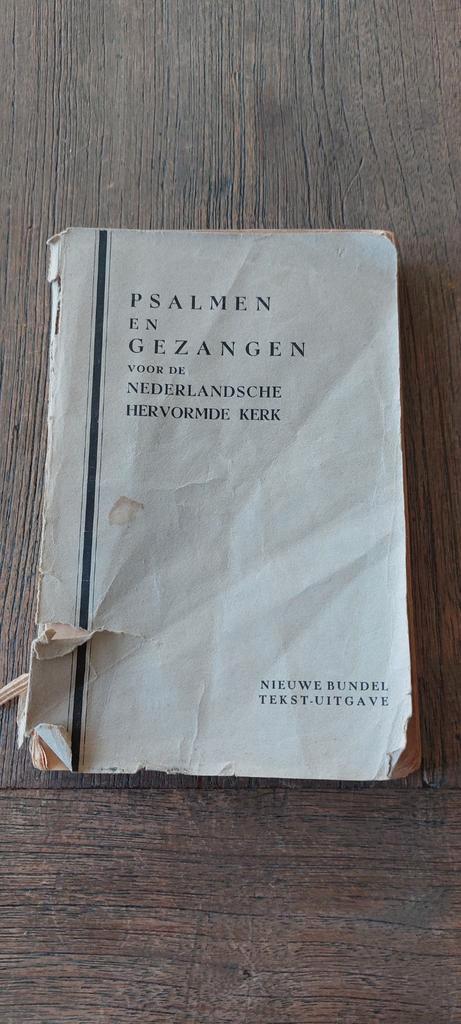 PSALMEN
EN
GEZANGEN
VOOR DE
NEDERLANDSCHE
HERVORMDE KERK
NIEUWE BUNDEL
TEKST-UITGAVE